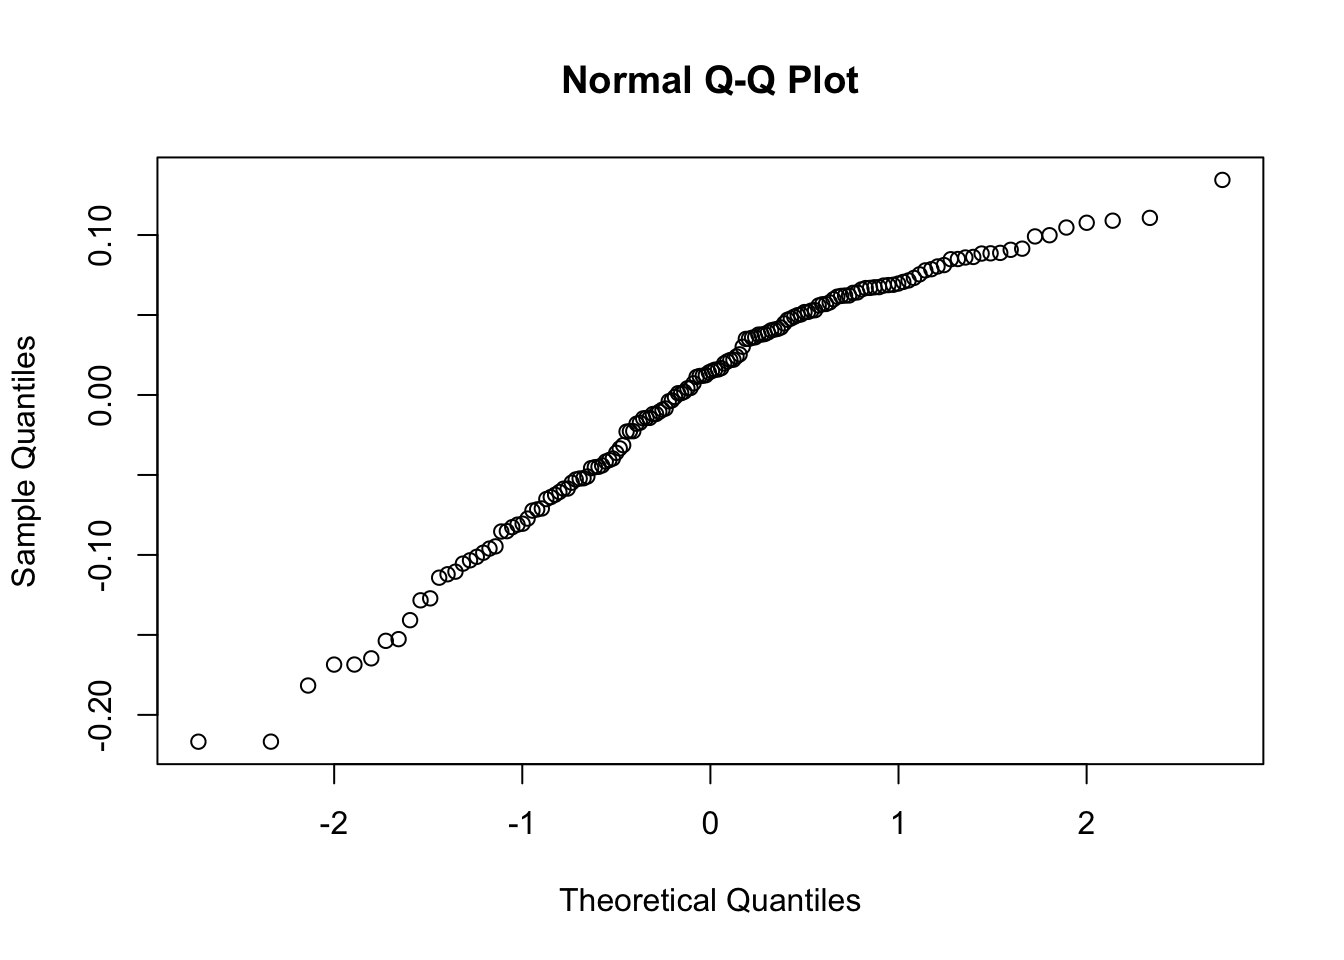 Normal Q-Q Plot
Sample Quantiles
0.10
0.00
-0.10
-0.20
-2 -1 0 1 2
Theoretical Quantiles